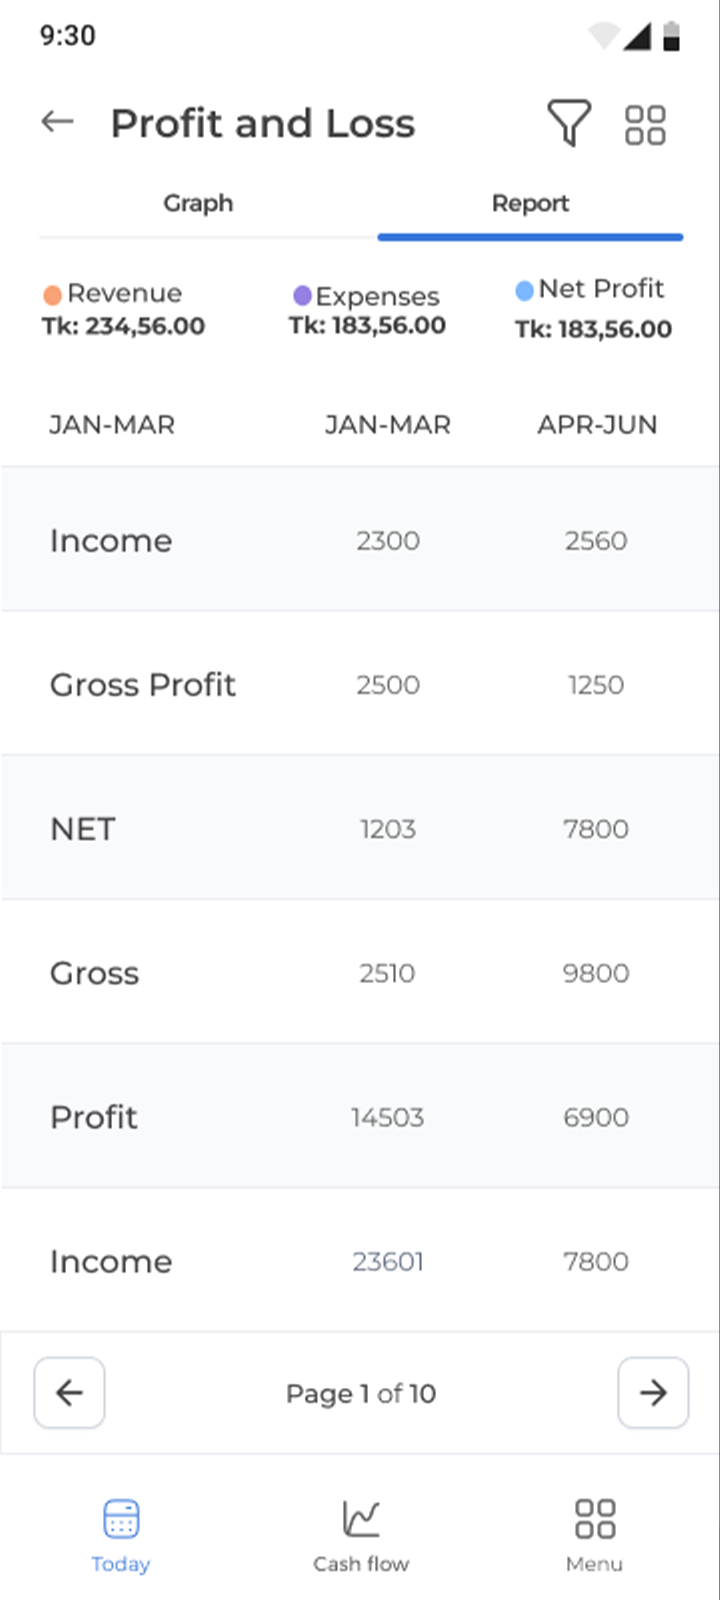 9:30
Profit and Loss
Graph Report
Revenue Expenses Net Profit
Tk: 234,56.00 Tk: 183,56.00 Tk: 183,56.00
JAN-MAR JAN-MAR APR-JUN
Income 2300 2560
Gross Profit 2500 1250
NET 1203 7800
Gross 2510 9800
Profit 14503 6900
Income 23601 7800
Page 1 of 10
Today Cash flow Menu